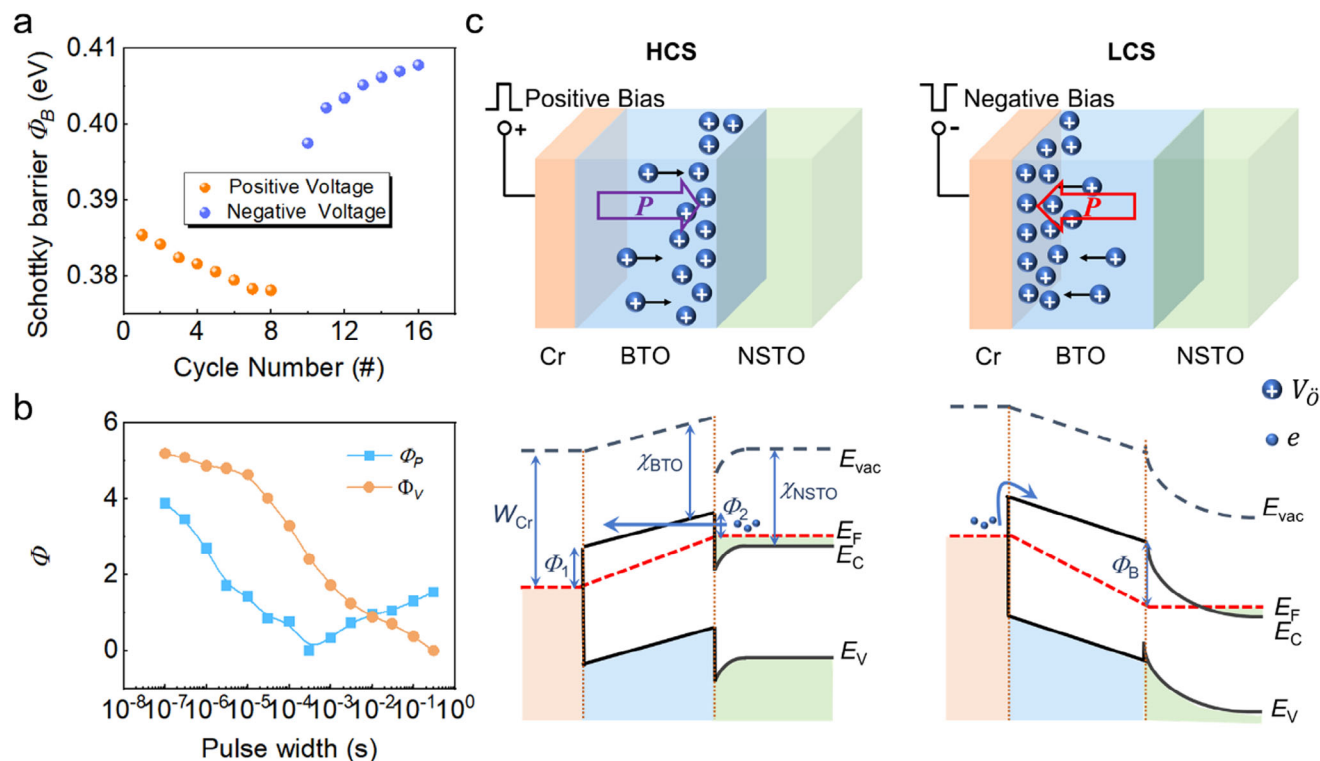 a
Schottky barrier Φ_B (eV)
0.41
0.40
0.39
0.38
Positive Voltage
Negative Voltage
0 4 8 12 16
Cycle Number (#)
b
Φ
6
4
2
0
Φ_P
Φ_V
10^-8 10^-7 10^-6 10^-5 10^-4 10^-3 10^-2 10^-1 10^0
Pulse width (s)
c
HCS
Positive Bias
+
P
Cr BTO NSTO
LCS
Negative Bias
-
P
Cr BTO NSTO
V_Ö
e
W_Cr
χ_BTO
χ_NSTO
E_vac
Φ_1
Φ_2
E_F
E_C
E_V
E_vac
Φ_B
E_F
E_C
E_V